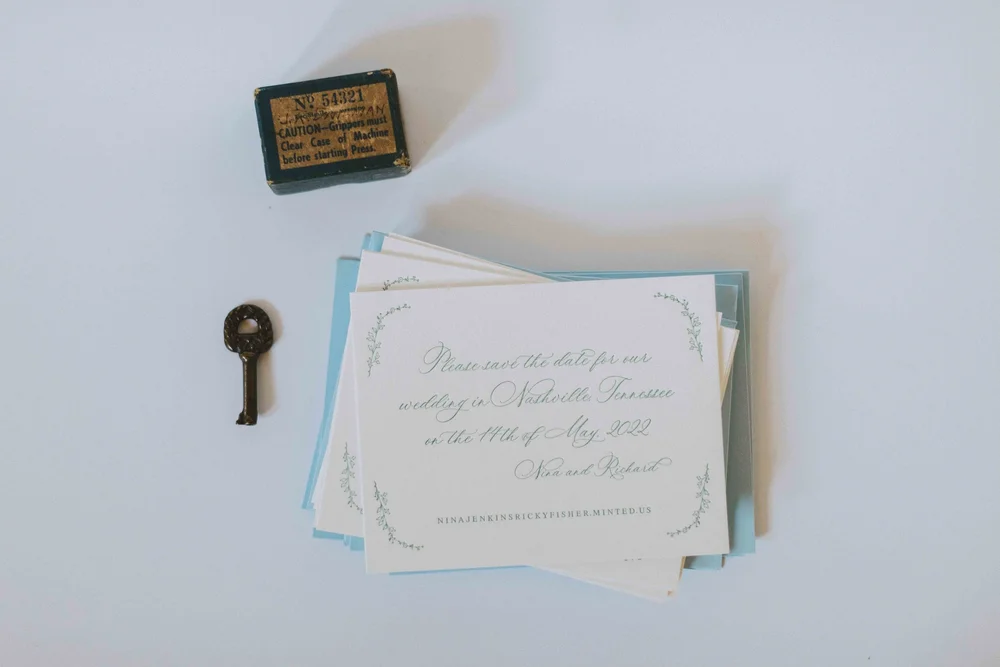 Nº 54321
CAUTION—Grippers must
Clear Case of Machine
before starting Press.
Please save the date for our
wedding in Nashville Tennessee
on the 14th of May, 2022
Nina and Richard
NINAJENKINSRICKYFISHER.MINTED.US